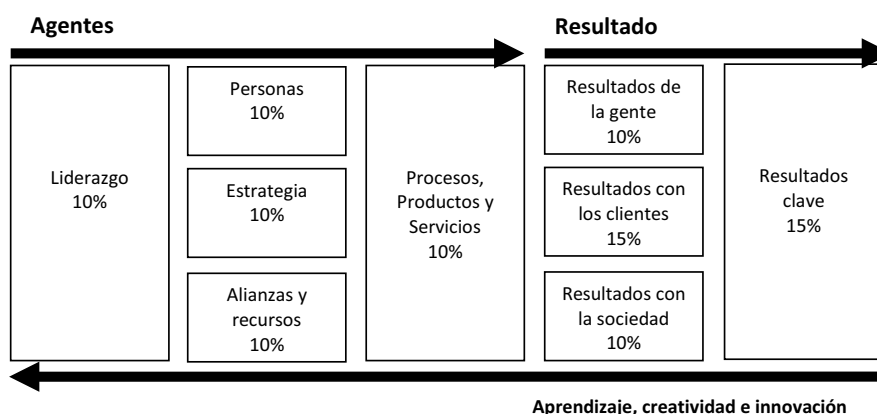 Agentes
Resultado
Liderazgo
10%
Personas
10%
Estrategia
10%
Alianzas y
recursos
10%
Procesos,
Productos y
Servicios
10%
Resultados de
la gente
10%
Resultados con
los clientes
15%
Resultados con
la sociedad
10%
Resultados
clave
15%
Aprendizaje, creatividad e innovación